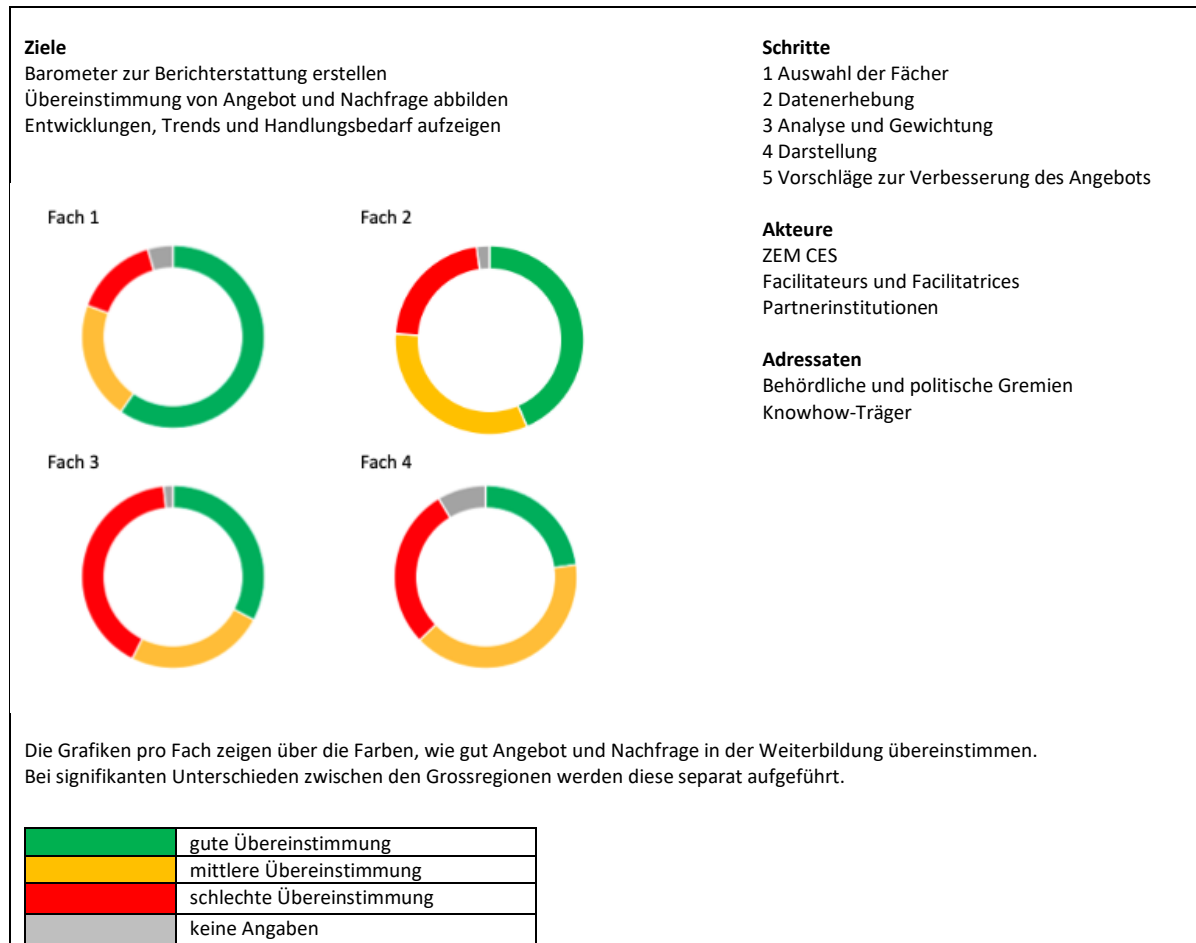 Ziele
Barometer zur Berichterstattung erstellen
Übereinstimmung von Angebot und Nachfrage abbilden
Entwicklungen, Trends und Handlungsbedarf aufzeigen
Schritte
1 Auswahl der Fächer
2 Datenerhebung
3 Analyse und Gewichtung
4 Darstellung
5 Vorschläge zur Verbesserung des Angebots
Akteure
ZEM CES
Facilitateurs und Facilitatrices
Partnerinstitutionen
Adressaten
Behördliche und politische Gremien
Knowhow-Träger
Fach 1
Fach 2
Fach 3
Fach 4
Die Grafiken pro Fach zeigen über die Farben, wie gut Angebot und Nachfrage in der Weiterbildung übereinstimmen.
Bei signifikanten Unterschieden zwischen den Grossregionen werden diese separat aufgeführt.
gute Übereinstimmung
mittlere Übereinstimmung
schlechte Übereinstimmung
keine Angaben